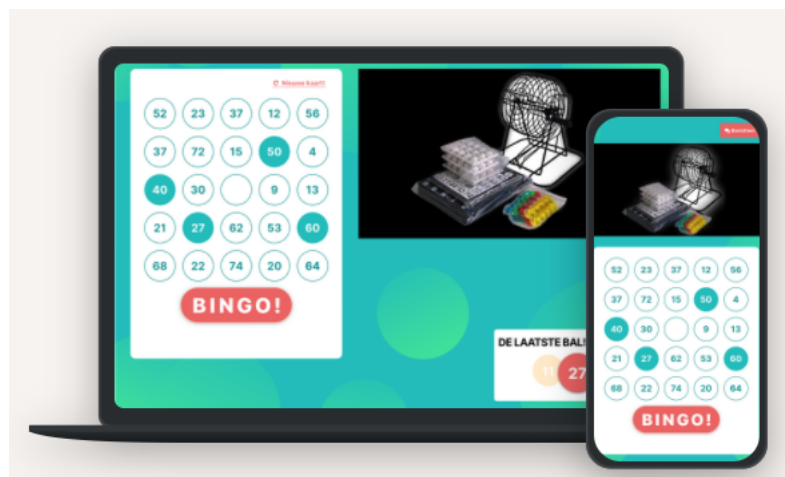 Nieuwe kaart!
52 23 37 12 56
37 72 15 50 4
40 30 9 13
21 27 62 53 60
68 22 74 20 64
BINGO!
DE LAATSTE BAL!
11 27
Berichten
52 23 37 12 56
37 72 15 50 4
40 30 9 13
21 27 62 53 60
68 22 74 20 64
BINGO!